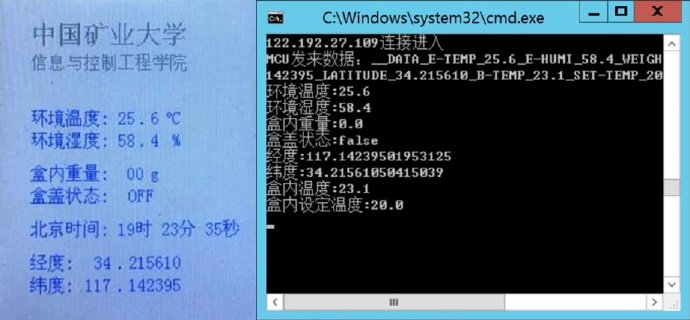 中国矿业大学
信息与控制工程学院
环境温度: 25.6 ℃
环境湿度: 58.4 %
盒内重量: 00 g
盒盖状态: OFF
北京时间: 19时 23分 35秒
经度: 34.215610
纬度: 117.142395
C:\Windows\system32\cmd.exe
122.192.27.109连接进入
MCU发来数据: __DATA_E-TEMP_25.6_E-HUMI_58.4_WEIGH
142395_LATITUDE_34.215610_B-TEMP_23.1_SET-TEMP_20
环境温度:25.6
环境湿度:58.4
盒内重量:0.0
盒盖状态:false
经度:117.14239501953125
纬度:34.21561050415039
盒内温度:23.1
盒内设定温度:20.0